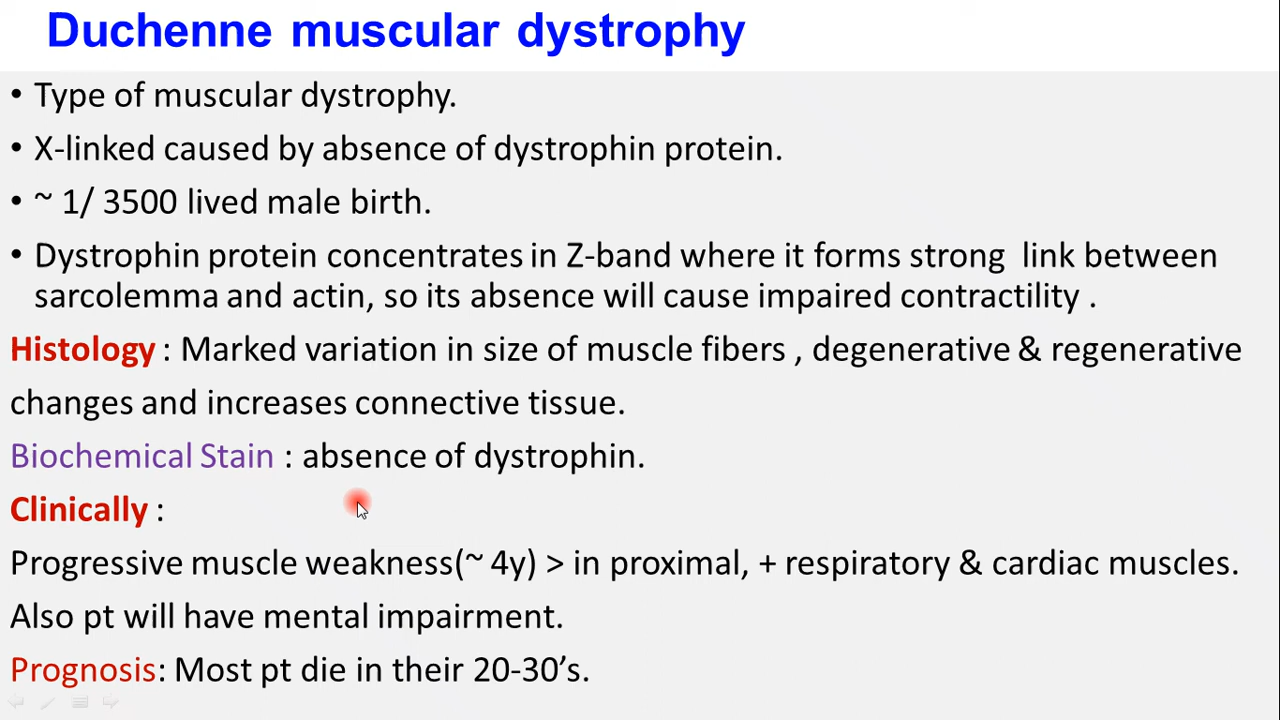 Duchenne muscular dystrophy
• Type of muscular dystrophy.
• X-linked caused by absence of dystrophin protein.
• ~ 1/ 3500 lived male birth.
• Dystrophin protein concentrates in Z-band where it forms strong link between
sarcolemma and actin, so its absence will cause impaired contractility .
Histology : Marked variation in size of muscle fibers , degenerative & regenerative
changes and increases connective tissue.
Biochemical Stain : absence of dystrophin.
Clinically :
Progressive muscle weakness(~ 4y) > in proximal, + respiratory & cardiac muscles.
Also pt will have mental impairment.
Prognosis: Most pt die in their 20-30’s.